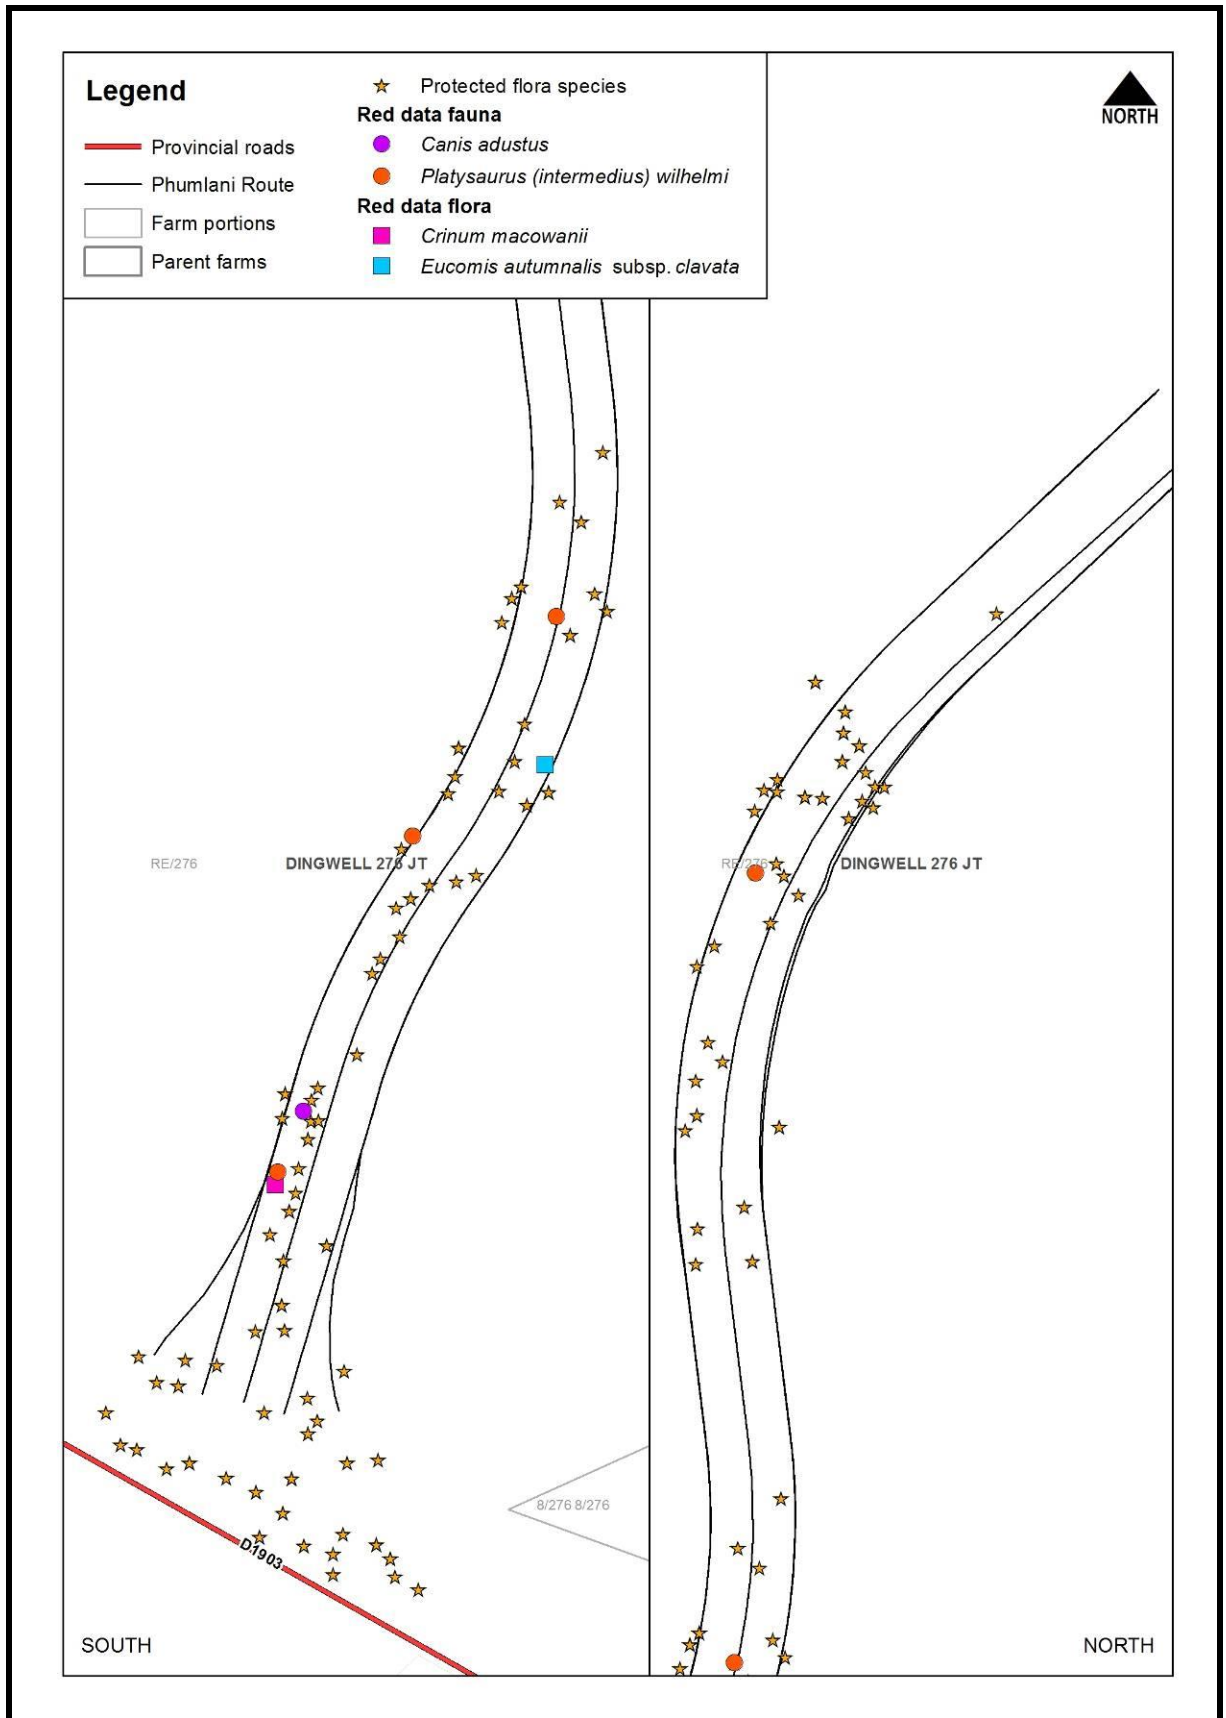 Legend
Provincial roads
Phumlani Route
Farm portions
Parent farms
Protected flora species
Red data fauna
Canis adustus
Platysaurus (intermedius) wilhelmi
Red data flora
Crinum macowanii
Eucomis autumnalis subsp. clavata
NORTH
RE/276
DINGWELL 276 JT
8/276 8/276
D1903
SOUTH
RE/276
DINGWELL 276 JT
NORTH